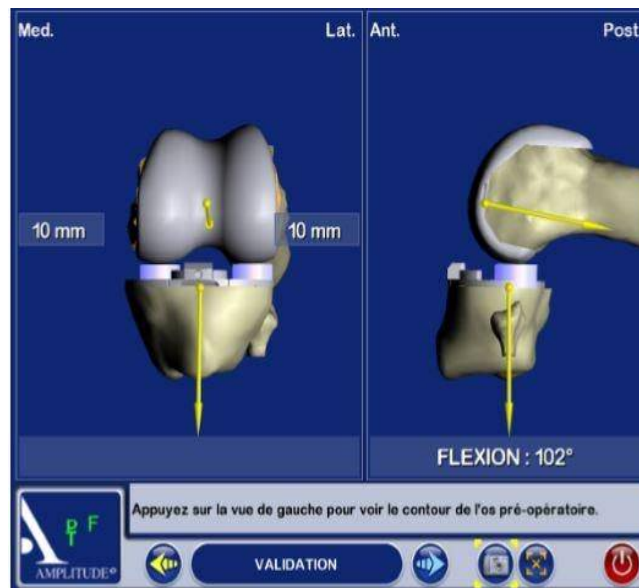 Med.
Lat.
Ant.
Post
10 mm
10 mm
FLEXION : 102°
Appuyez sur la vue de gauche pour voir le contour de l'os pré-opératoire.
P F
T
AMPLITUDE®
VALIDATION